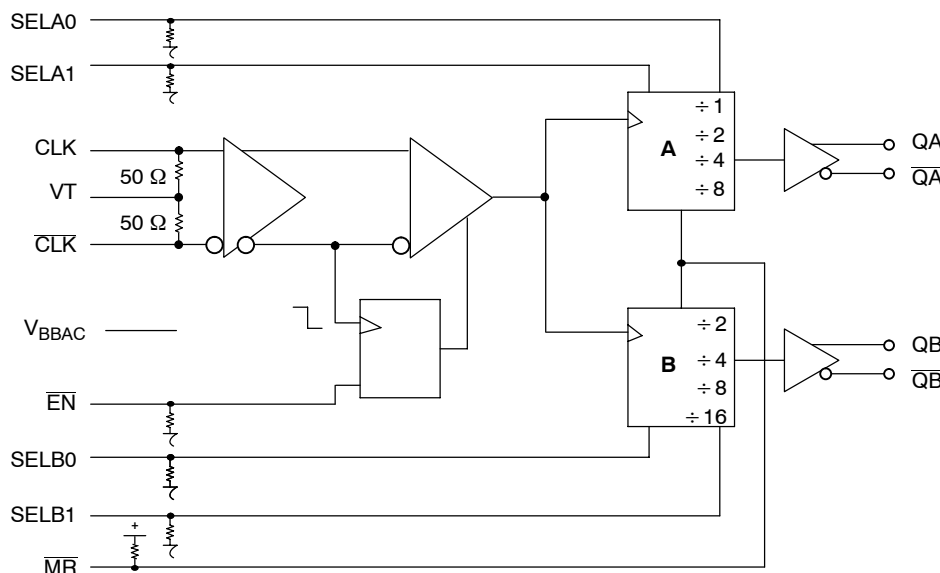 SELA0
SELA1
CLK
50 Ω
VT
50 Ω
CLK
VBBAC
EN
SELB0
SELB1
+
MR
A
÷1
÷2
÷4
÷8
QA
QA
B
÷2
÷4
÷8
÷16
QB
QB